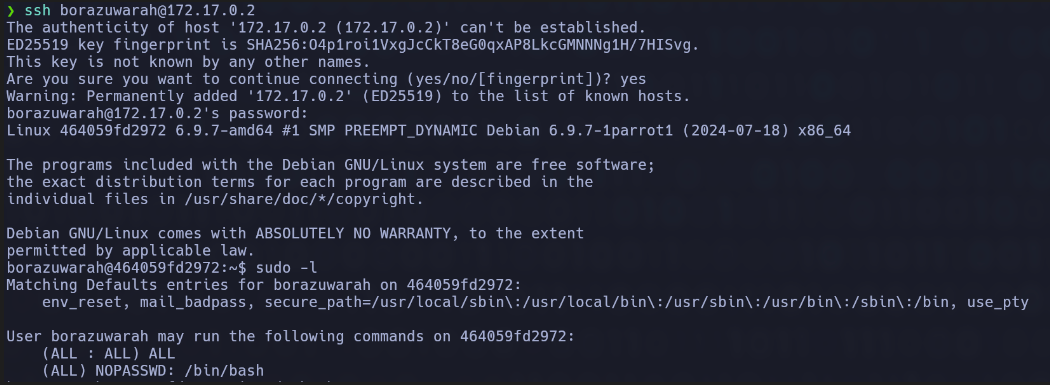 ❯ ssh borazuwarah@172.17.0.2
The authenticity of host '172.17.0.2 (172.17.0.2)' can't be established.
ED25519 key fingerprint is SHA256:O4p1roi1VxgJcCkT8eG0qxAP8LkcGMNNNg1H/7HISvg.
This key is not known by any other names.
Are you sure you want to continue connecting (yes/no/[fingerprint])? yes
Warning: Permanently added '172.17.0.2' (ED25519) to the list of known hosts.
borazuwarah@172.17.0.2's password:
Linux 464059fd2972 6.9.7-amd64 #1 SMP PREEMPT_DYNAMIC Debian 6.9.7-1parrot1 (2024-07-18) x86_64

The programs included with the Debian GNU/Linux system are free software;
the exact distribution terms for each program are described in the
individual files in /usr/share/doc/*/copyright.

Debian GNU/Linux comes with ABSOLUTELY NO WARRANTY, to the extent
permitted by applicable law.
borazuwarah@464059fd2972:~$ sudo -l
Matching Defaults entries for borazuwarah on 464059fd2972:
    env_reset, mail_badpass, secure_path=/usr/local/sbin\:/usr/local/bin\:/usr/sbin\:/usr/bin\:/sbin\:/bin, use_pty

User borazuwarah may run the following commands on 464059fd2972:
    (ALL : ALL) ALL
    (ALL) NOPASSWD: /bin/bash